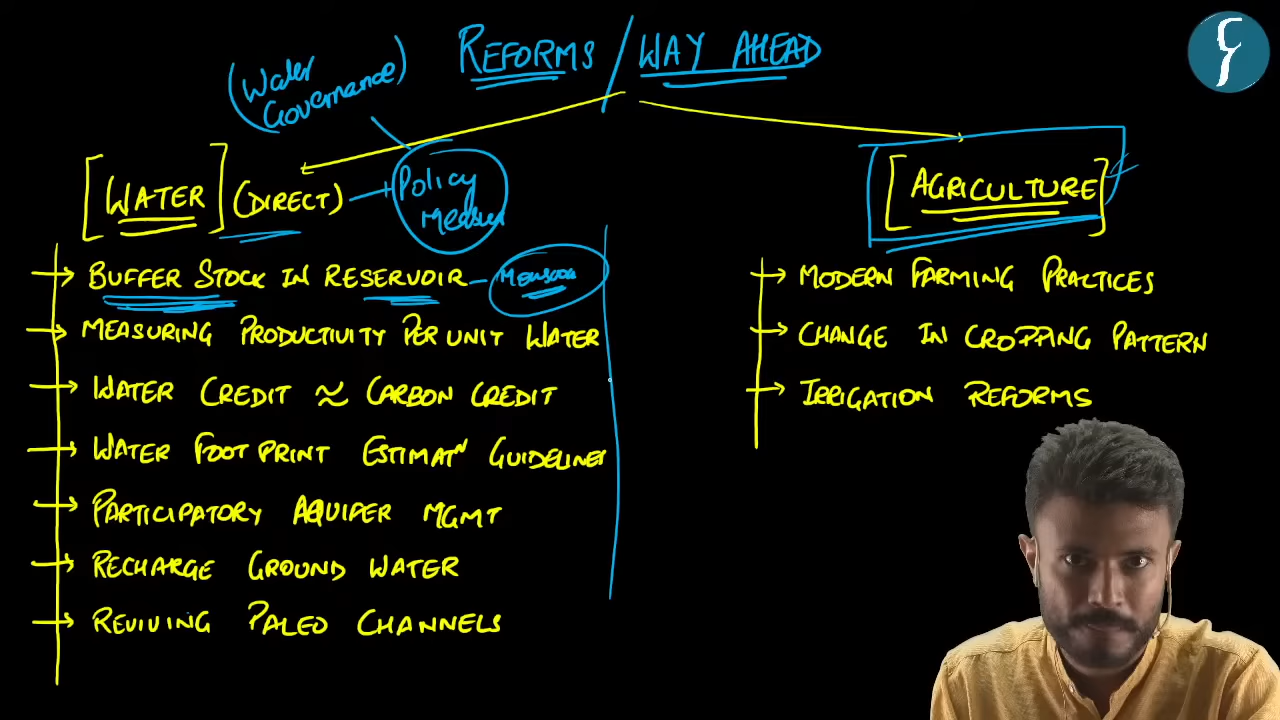 REFORMS / WAY AHEAD
(Water
Governance)
[WATER] (DIRECT)
Policy
Measure
[AGRICULTURE]
BUFFER STOCK IN RESERVOIR - MONSOON
MEASURING PRODUCTIVITY PER UNIT WATER
WATER CREDIT ≈ CARBON CREDIT
WATER FOOTPRINT ESTIMATN GUIDELINES
PARTICIPATORY AQUIFER MGMT
RECHARGE GROUND WATER
REVIVING PALEO CHANNELS
MODERN FARMING PRACTICES
CHANGE IN CROPPING PATTERN
IRRIGATION REFORMS